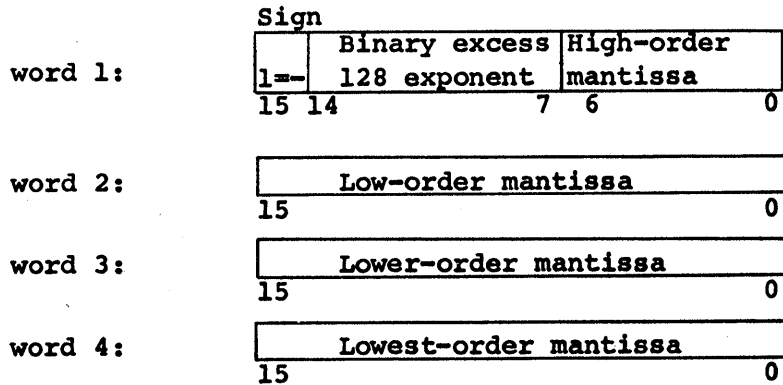 Sign
Binary excess High-order
word 1: 1=- 128 exponent mantissa
15 14 7 6 0
word 2: Low-order mantissa
15 0
word 3: Lower-order mantissa
15 0
word 4: Lowest-order mantissa
15 0